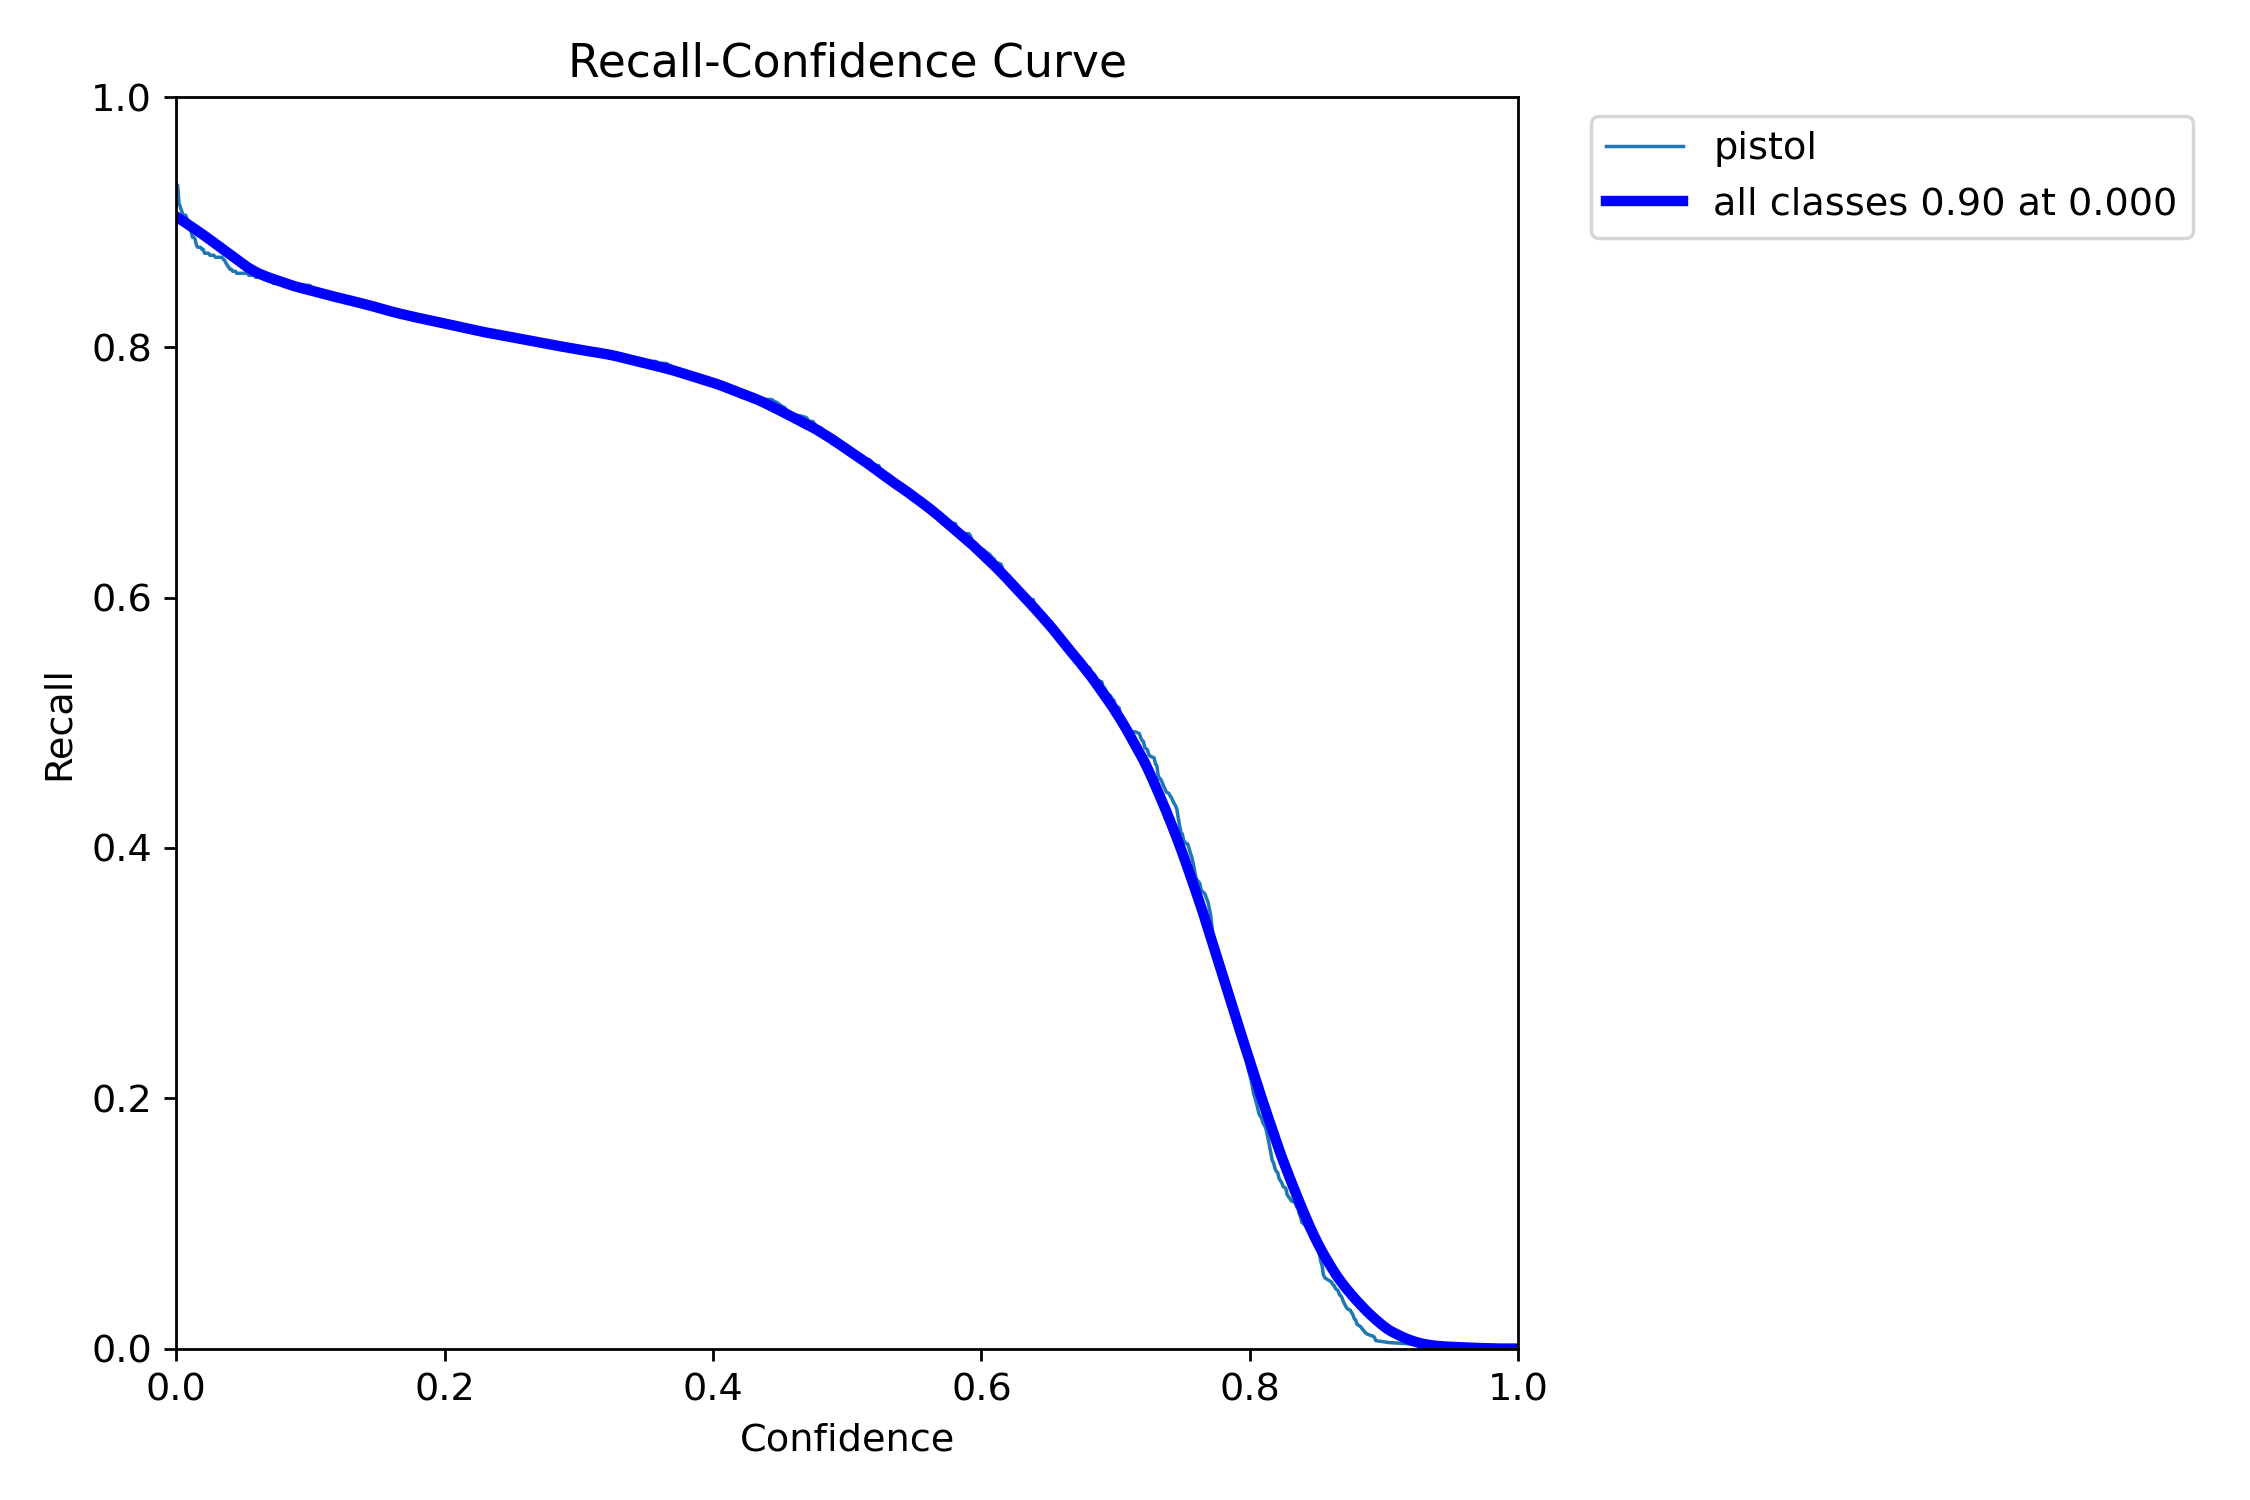 Recall-Confidence Curve
1.0
0.8
0.6
0.4
0.2
0.0
Recall
0.0 0.2 0.4 0.6 0.8 1.0
Confidence
pistol
all classes 0.90 at 0.000